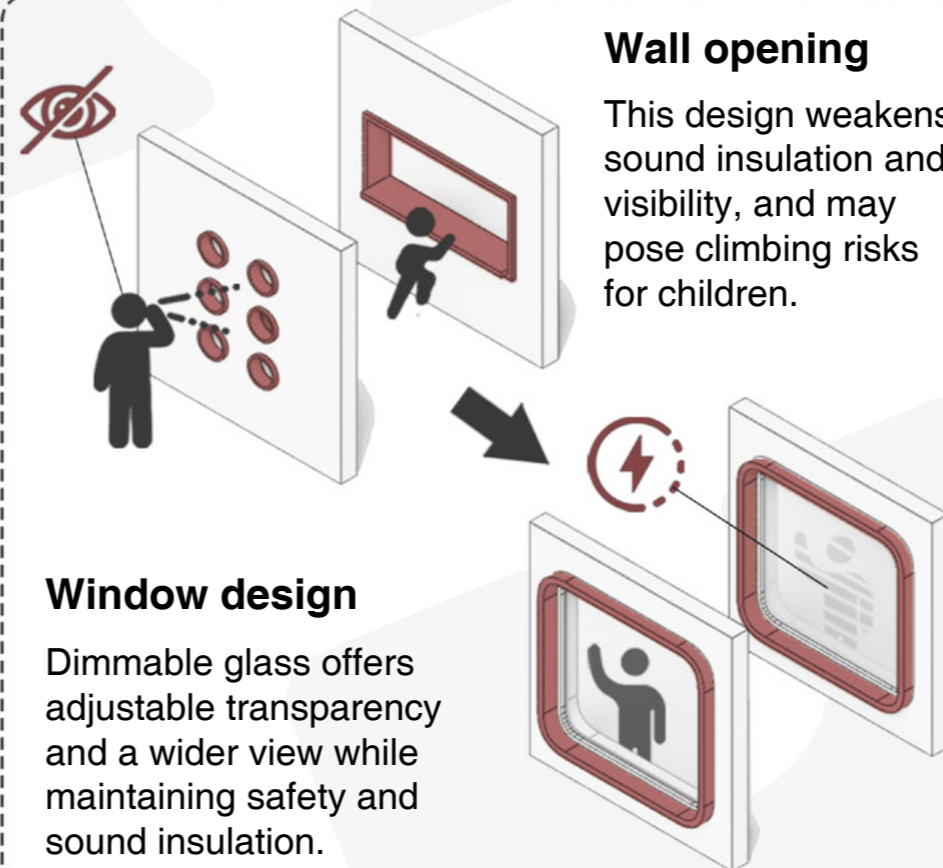 Wall opening
This design weakens
sound insulation and
visibility, and may
pose climbing risks
for children.
Window design
Dimmable glass offers
adjustable transparency
and a wider view while
maintaining safety and
sound insulation.